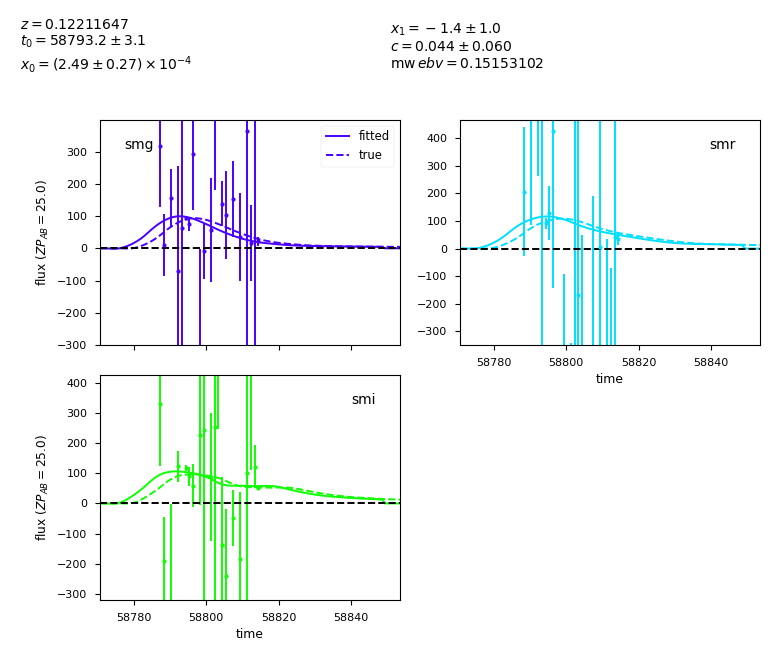 z = 0.12211647
t₀ = 58793.2 ± 3.1
x₀ = (2.49 ± 0.27) × 10⁻⁴
x₁ = −1.4 ± 1.0
c = 0.044 ± 0.060
mw ebv = 0.15153102
smg
fitted
true
300
200
100
0
−100
−200
−300
flux (ZP_AB = 25.0)
smr
400
300
200
100
0
−100
−200
−300
58780 58800 58820 58840
time
smi
400
300
200
100
0
−100
−200
−300
flux (ZP_AB = 25.0)
58780 58800 58820 58840
time